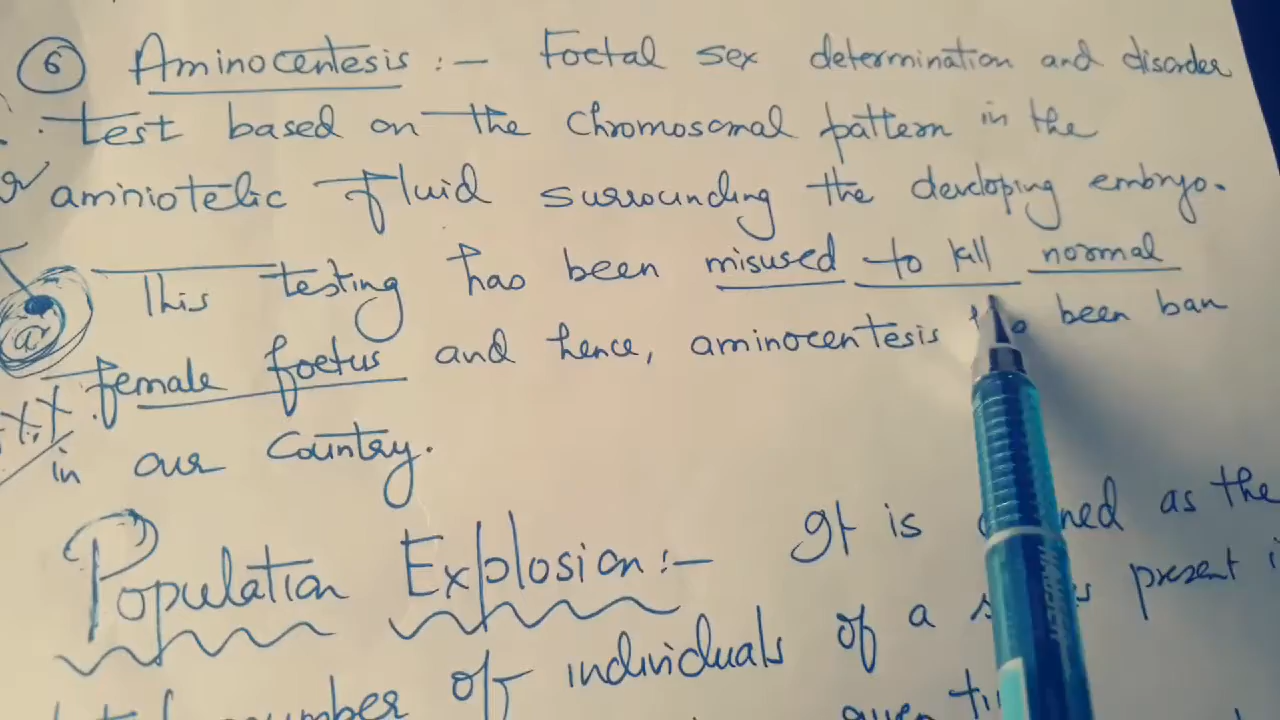 6 Aminocentesis :- Foetal sex determination and disorder
test based on the Chromosomal pattern in the
aminiotelic fluid surrounding the developing embryo.
This testing has been misused to kill normal
female foetus and hence, aminocentesis been ban
in our Country.
Population Explosion :- It is as the
number of individuals of a present
given